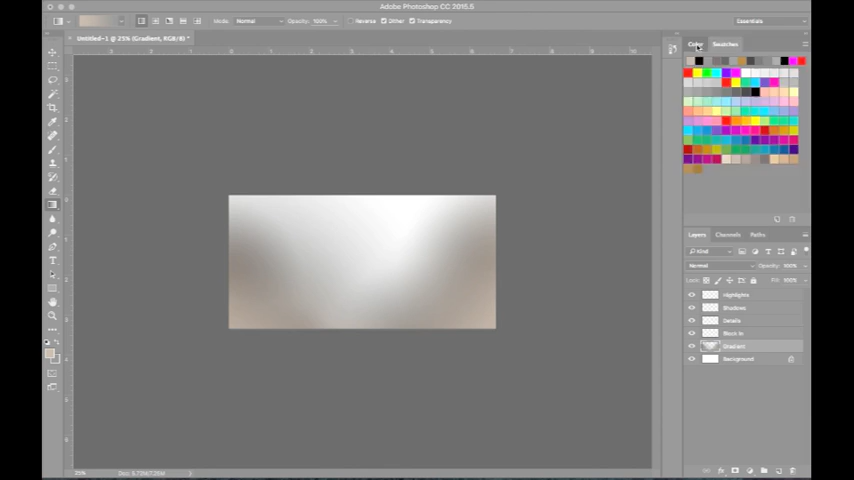 Adobe Photoshop CC 2015.5
Mode: Normal
Opacity: 100%
Reverse
Dither
Transparency
Essentials
Untitled-1 @ 25% (Gradient, RGB/8) *
Color
Swatches
Layers
Channels
Paths
Kind
Normal
Opacity: 100%
Lock:
Fill: 100%
Highlights
Shadows
Details
Block In
Gradient
Background
25%